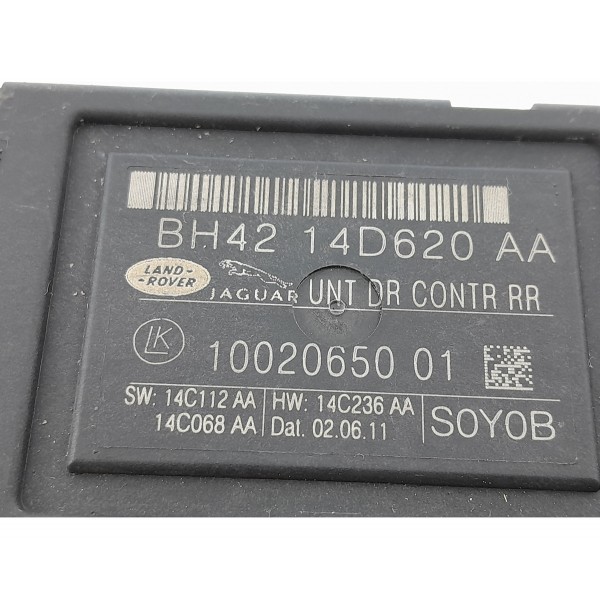 BH42 14D620 AA
LAND-
ROVER
JAGUAR UNT DR CONTR RR
LK 10020650 01
SW: 14C112 AA HW: 14C236 AA
14C068 AA Dat. 02.06.11
SOYOB